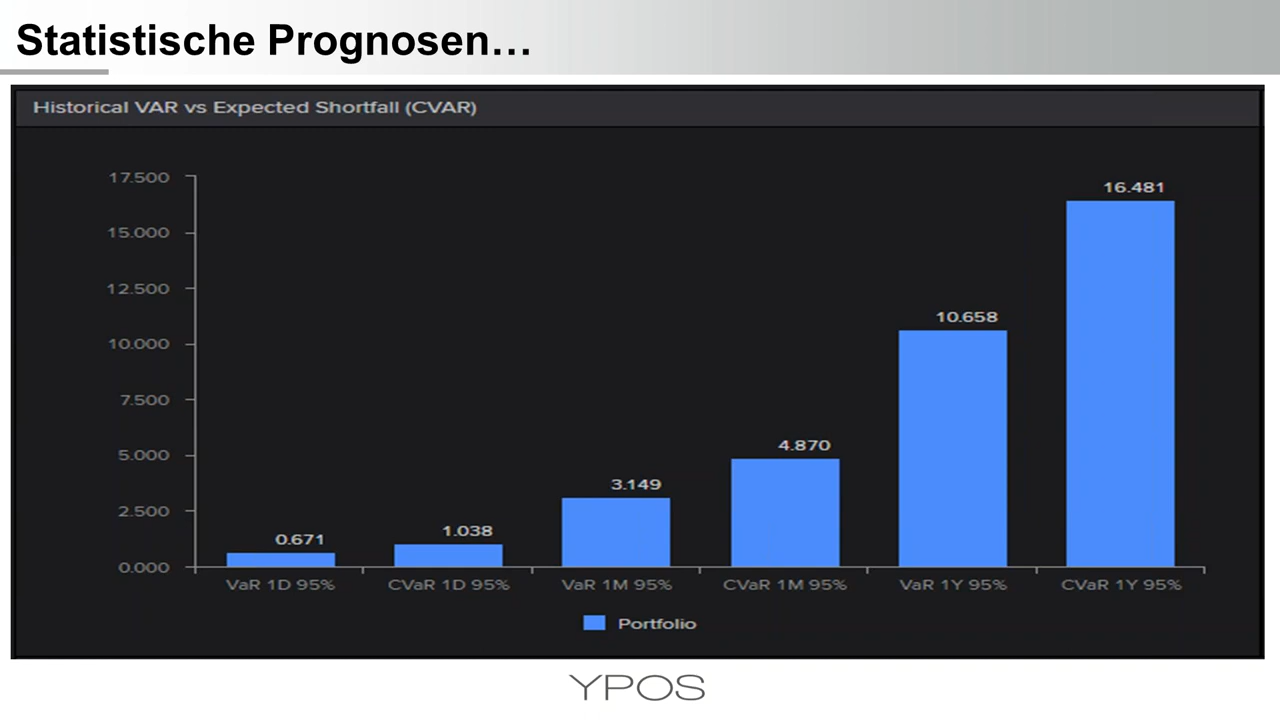 Statistische Prognosen…
Historical VAR vs Expected Shortfall (CVAR)
17.500
15.000
12.500
10.000
7.500
5.000
2.500
0.000
0.671
1.038
3.149
4.870
10.658
16.481
VaR 1D 95%
CVaR 1D 95%
VaR 1M 95%
CVaR 1M 95%
VaR 1Y 95%
CVaR 1Y 95%
Portfolio
YPOS